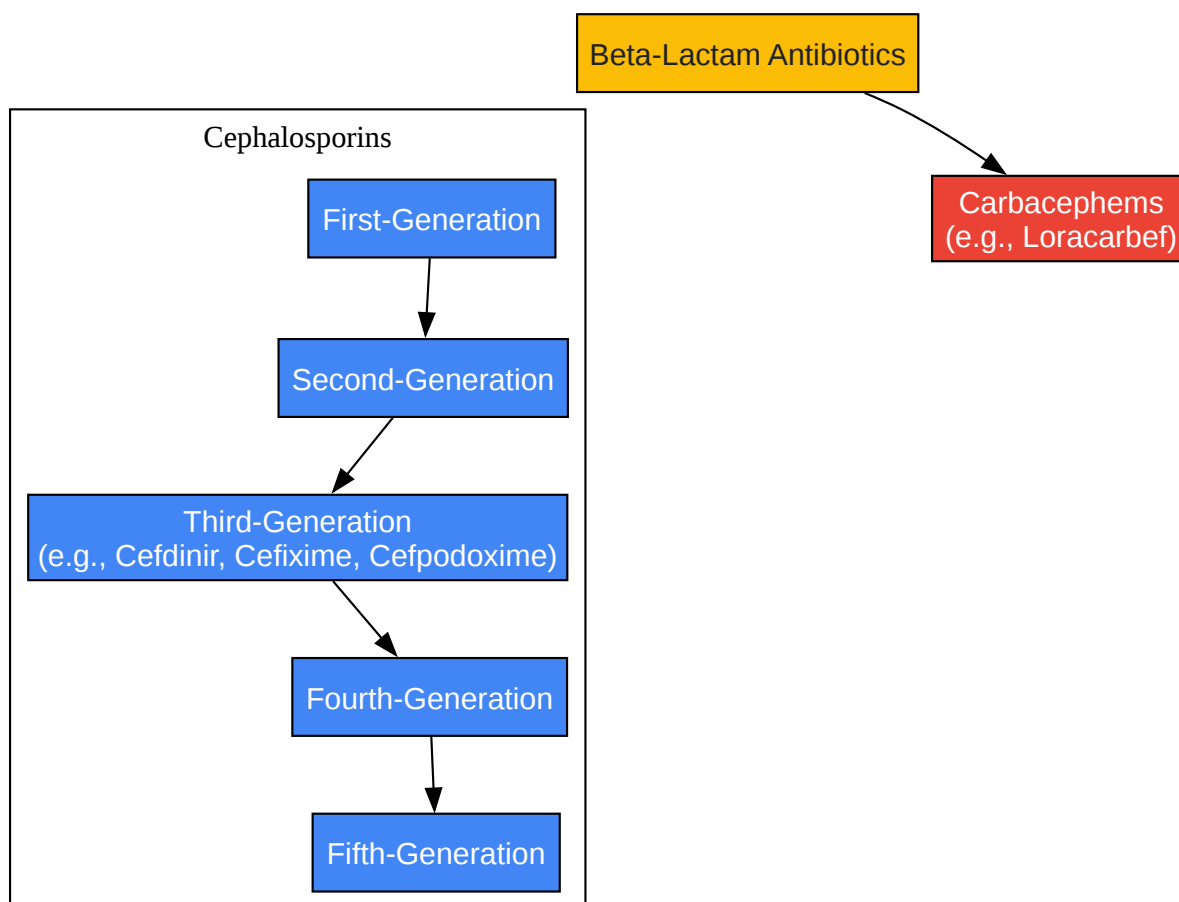 Beta-Lactam Antibiotics
Carbacephems
(e.g., Loracarbef)
Cephalosporins
First-Generation
Second-Generation
Third-Generation
(e.g., Cefdinir, Cefixime, Cefpodoxime)
Fourth-Generation
Fifth-Generation